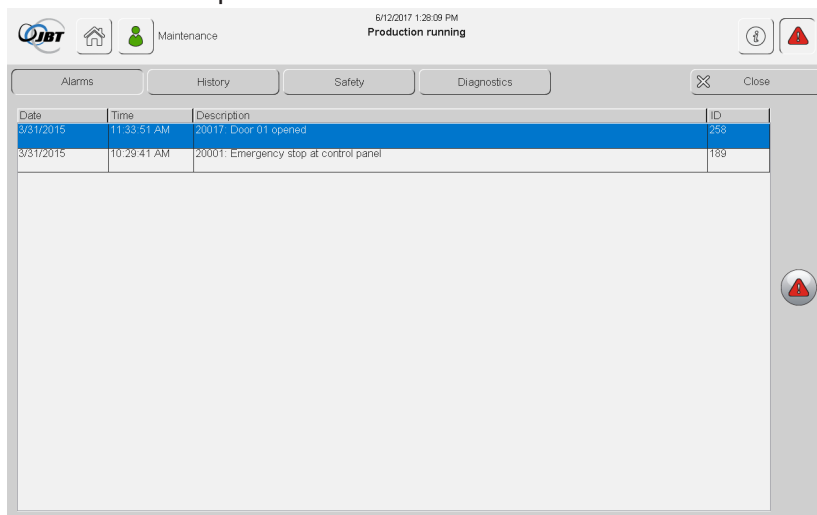 6/12/2017 1:28:09 PM
JBT Maintenance Production running
Alarms History Safety Diagnostics Close
Date Time Description ID
3/31/2015 11:33:51 AM 20017: Door 01 opened 258
3/31/2015 10:29:41 AM 20001: Emergency stop at control panel 189